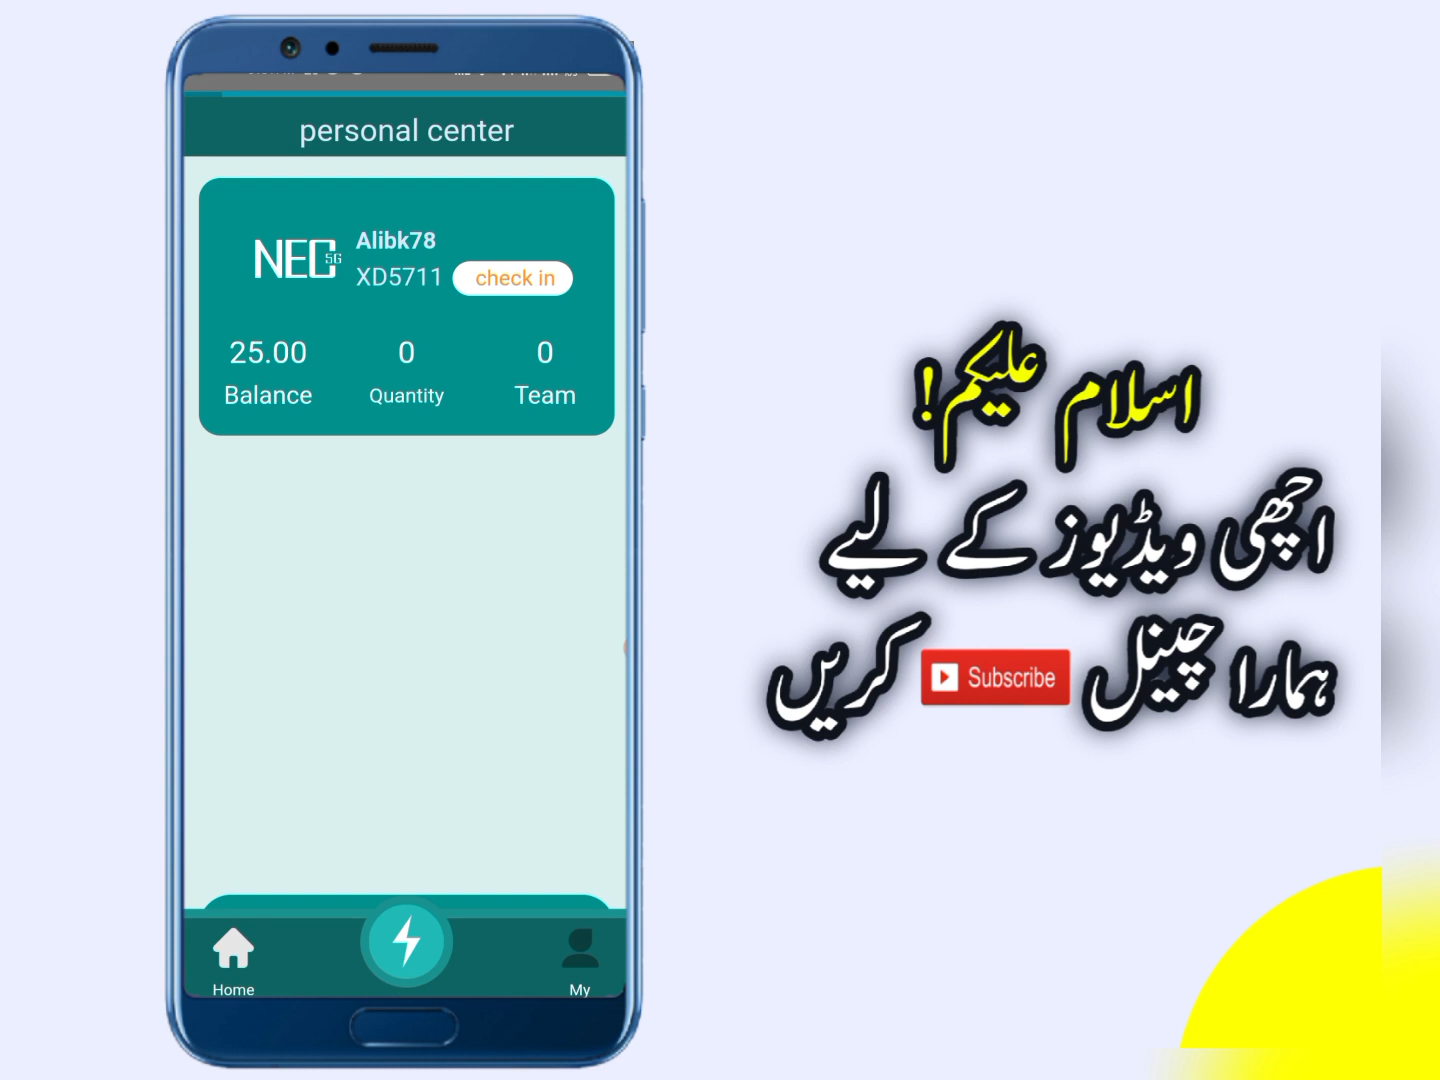 personal center
NEC 5G
Alibk78
XD5711 check in
25.00 0 0
Balance Quantity Team
Home My
اسلام علیکم!
اچھی ویڈیوز کے لیے
ہمارا چینل Subscribe کریں